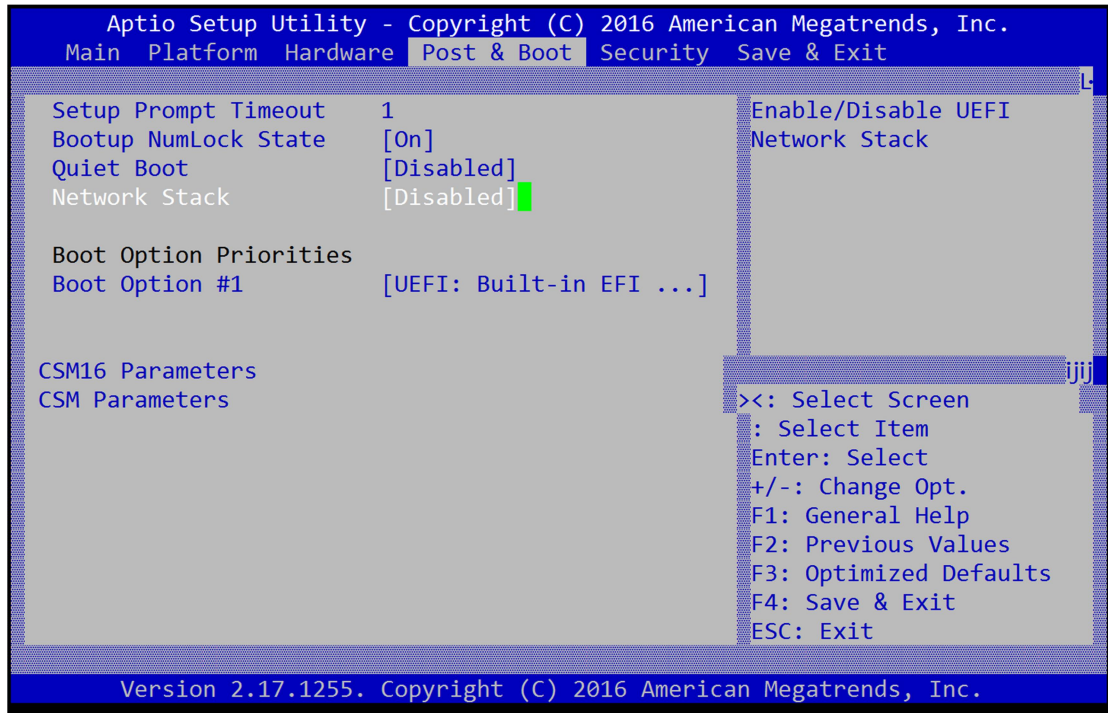 Aptio Setup Utility - Copyright (C) 2016 American Megatrends, Inc.
Main Platform Hardware Post & Boot Security Save & Exit
Setup Prompt Timeout 1
Bootup NumLock State [On]
Quiet Boot [Disabled]
Network Stack [Disabled]
Boot Option Priorities
Boot Option #1 [UEFI: Built-in EFI ...]
CSM16 Parameters
CSM Parameters
Enable/Disable UEFI
Network Stack
ijij
><: Select Screen
: Select Item
Enter: Select
+/-: Change Opt.
F1: General Help
F2: Previous Values
F3: Optimized Defaults
F4: Save & Exit
ESC: Exit
Version 2.17.1255. Copyright (C) 2016 American Megatrends, Inc.